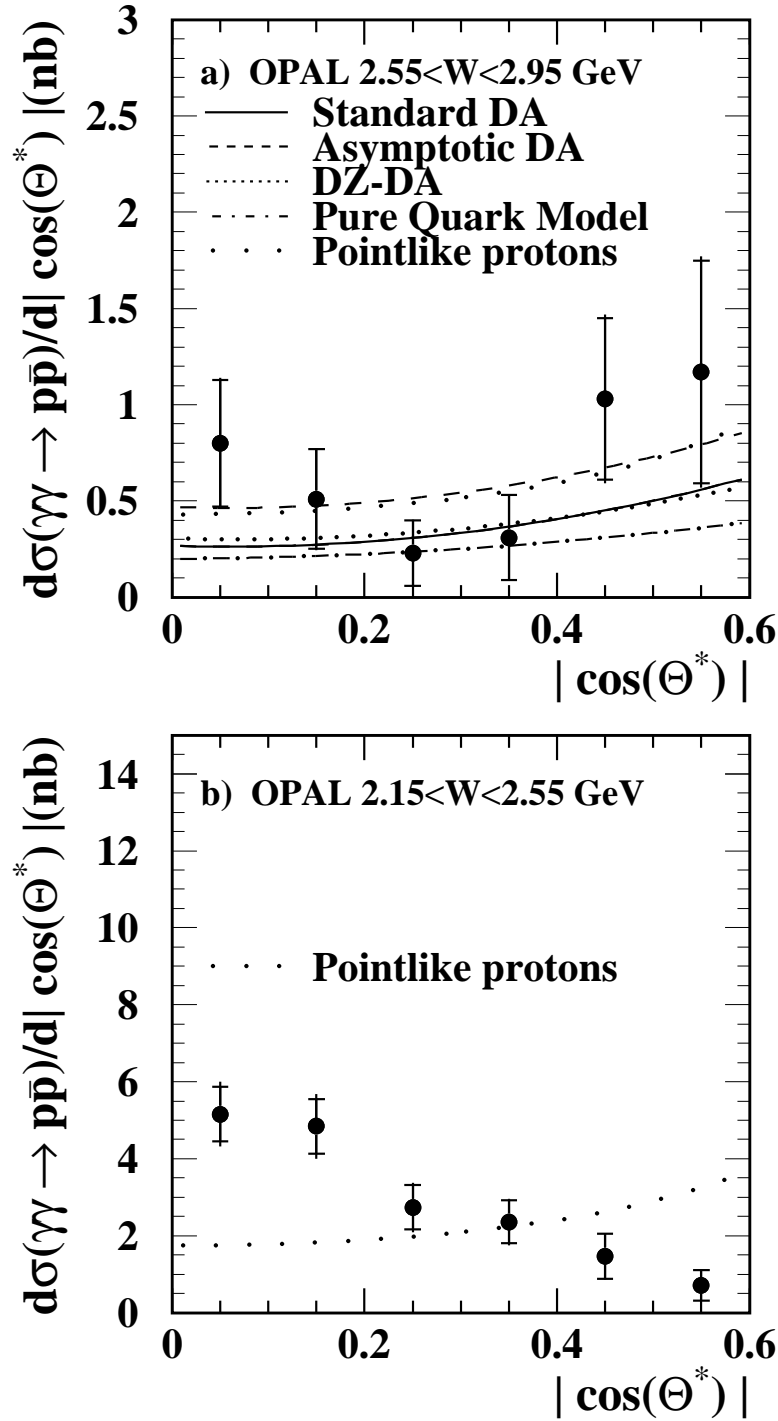 dσ(γγ → pp̄)/d| cos(Θ*) |(nb)
3
2.5
2
1.5
1
0.5
0
a) OPAL 2.55<W<2.95 GeV
Standard DA
Asymptotic DA
DZ-DA
Pure Quark Model
Pointlike protons
0 0.2 0.4 0.6
| cos(Θ*) |
dσ(γγ → pp̄)/d| cos(Θ*) |(nb)
14
12
10
8
6
4
2
0
b) OPAL 2.15<W<2.55 GeV
Pointlike protons
0 0.2 0.4 0.6
| cos(Θ*) |